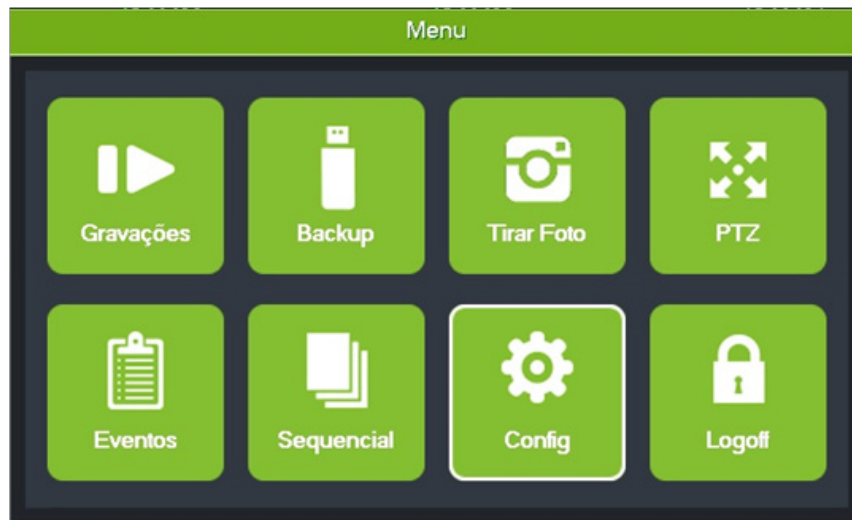 Menu
Gravações
Backup
Tirar Foto
PTZ
Eventos
Sequencial
Config
Logoff